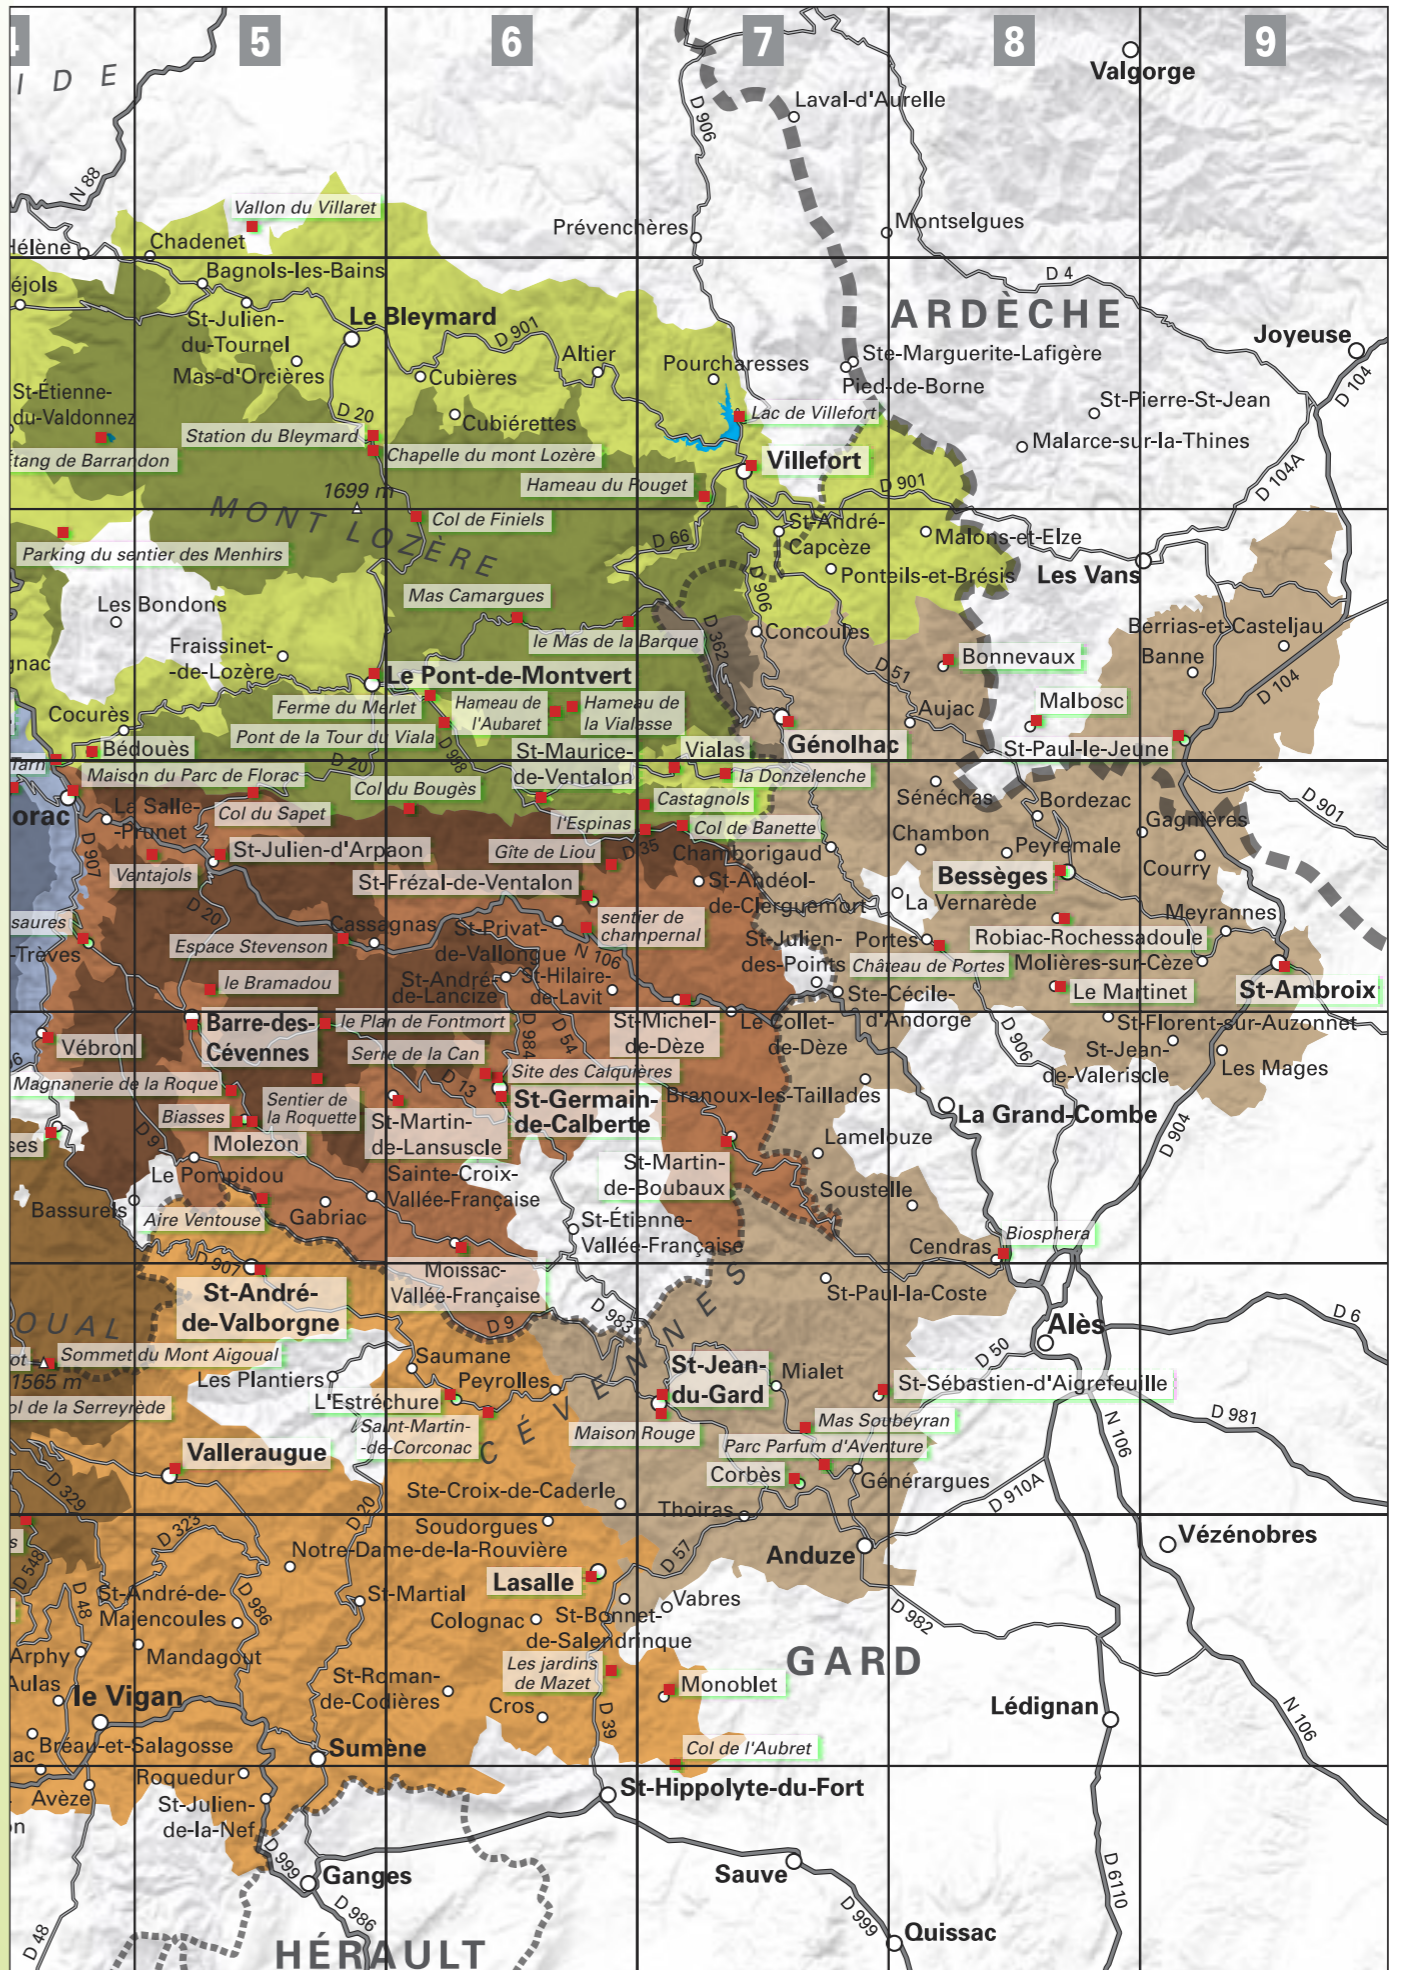 4
5
6
7
8
9
I D E
Valgorge
Laval-d'Aurelle
D 906
N 88
Vallon du Villaret
Prévenchères
Montselgues
Hélène
Chadenet
Bagnols-les-Bains
D 4
éjols
ARDÈCHE
St-Julien-
du-Tournel
Le Bleymard
D 901
Joyeuse
Altier
Pourcharesses
Ste-Marguerite-Lafigère
Mas-d'Orcières
Cubières
Pied-de-Borne
D 104
St-Étienne-
du-Valdonnez
D 20
Cubiérettes
Lac de Villefort
St-Pierre-St-Jean
Station du Bleymard
Malarce-sur-la-Thines
Étang de Barrandon
Chapelle du mont Lozère
Villefort
D 104A
Hameau du Rouget
D 901
1699 m
MONT LOZÈRE
Col de Finiels
St-André-
Capcèze
Malons-et-Elze
Parking du sentier des Menhirs
D 66
Ponteils-et-Brésis
Les Vans
D 906
Les Bondons
Mas Camargues
le Mas de la Barque
D 362
Concoules
Berrias-et-Casteljau
Fraissinet-
-de-Lozère
gnac
Bonnevaux
Banne
Le Pont-de-Montvert
D 51
D 104
Ferme du Merlet
Hameau de
l'Aubaret
Hameau de
la Vialasse
Aujac
Malbosc
Cocurès
Pont de la Tour du Viala
Génolhac
St-Paul-le-Jeune
Bédouès
St-Maurice-
de-Ventalon
Vialas
Tarn
D 20
D 998
Maison du Parc de Florac
la Donzelenche
Col du Bougès
orac
La Salle-
-Prunet
Col du Sapet
Castagnols
Sénéchas
Bordezac
D 901
l'Espinas
Col de Banette
Chambon
Gagnières
D 907
St-Julien-d'Arpaon
Gîte de Liou
D 35
Chamborigaud
Peyremale
Ventajols
St-Frézal-de-Ventalon
St-Andéol-
de-Clerguemort
Bessèges
Courry
La Vernarède
D 20
Cassagnas
St-Privat-
de-Vallongue
sentier de
champernal
Meyrannes
saures
Espace Stevenson
St-Julien-
des-Points
Portes
Robiac-Rochessadoule
-Trèves
N 106
Château de Portes
Molières-sur-Cèze
le Bramadou
St-André-
de-Lancize
St-Hilaire-
de-Lavit
Ste-Cécile-
d'Andorge
Le Martinet
St-Ambroix
Barre-des-
Cévennes
le Plan de Fontmort
St-Michel-
de-Dèze
Le Collet-
de-Dèze
St-Florent-sur-Auzonnet
Vébron
D 984
D 54
D 906
Serre de la Can
Site des Calquières
St-Jean-
de-Valeriscle
Les Mages
Magnanerie de la Roque
D 13
Branoux-les-Taillades
Sentier de
la Roquette
St-Germain-
de-Calberte
La Grand-Combe
Biasses
St-Martin-
de-Lansuscle
ses
Molezon
D 9
Lamelouze
D 904
Le Pompidou
Sainte-Croix-
Vallée-Française
St-Martin-
de-Boubaux
Bassurels
Aire Ventouse
Gabriac
Soustelle
St-Étienne-
Vallée-Française
Cendras
Biosphera
D 907
Moissac-
Vallée-Française
St-Paul-la-Coste
St-André-
de-Valborgne
OUAL
D 9
D 983
Alès
D 6
Sommet du Mont Aigoual
1565 m
Saumane
St-Jean-
du-Gard
Mialet
D 50
Les Plantiers
Peyrolles
St-Sébastien-d'Aigrefeuille
ol de la Serreyrède
L'Estréchure
CÉVENNES
D 981
Saint-Martin-
-de-Corconac
Maison Rouge
Mas Soubeyran
N 106
Valleraugue
Parc Parfum d'Aventure
Corbès
Générargues
D 329
D 20
Ste-Croix-de-Caderle
D 910A
Thoiras
D 323
Soudorgues
Vézénobres
s
D 548
Notre-Dame-de-la-Rouvière
D 57
Anduze
Lasalle
D 48
St-André-de-
Majencoules
D 986
St-Martial
Vabres
Colognac
St-Bonnet-
de-Salendrinque
D 982
Arphy
Mandagout
GARD
Aulas
St-Roman-
de-Codières
Les jardins
de Mazet
Monoblet
le Vigan
Cros
D 39
Lédignan
N 106
Bréau-et-Salagosse
ac
Sumène
Col de l'Aubret
Roquedur
Avèze
St-Julien-
de-la-Nef
St-Hippolyte-du-Fort
on
D 999
Ganges
Sauve
D 6110
D 986
D 999
D 48
Quissac
HÉRAULT